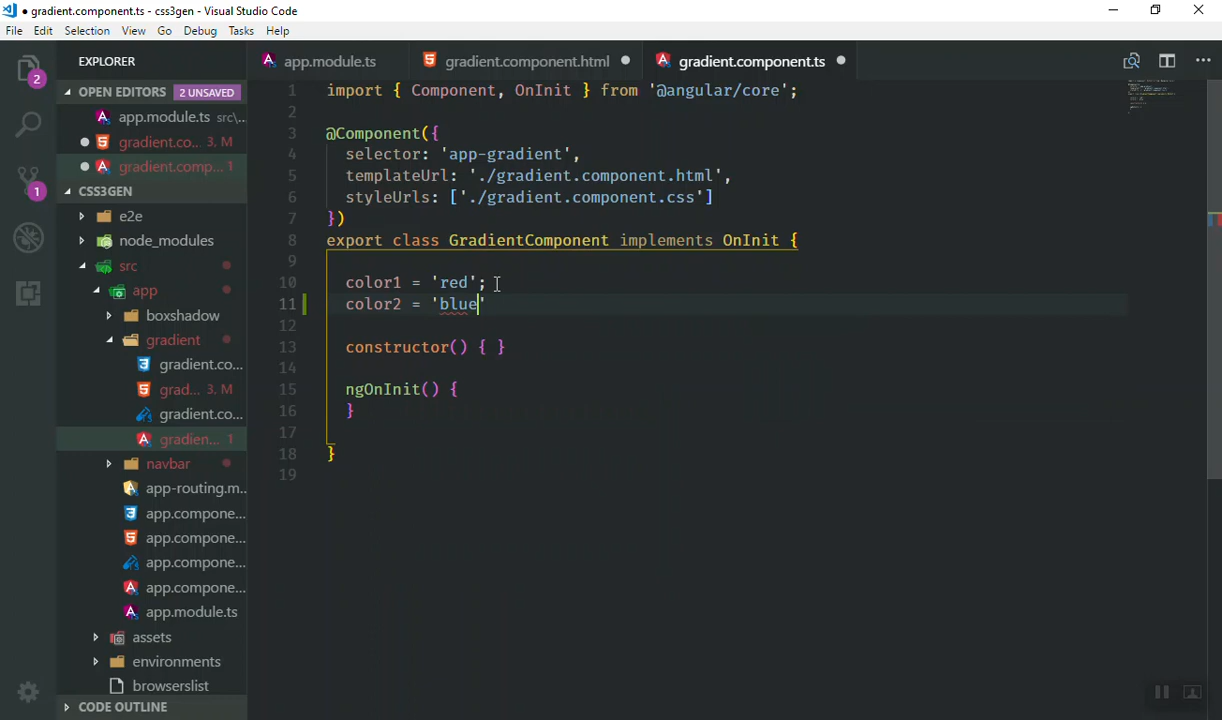 ● gradient.component.ts - css3gen - Visual Studio Code
File Edit Selection View Go Debug Tasks Help
EXPLORER
OPEN EDITORS 2 UNSAVED
app.module.ts src\...
gradient.co... 3, M
gradient.comp... 1
CSS3GEN
e2e
node_modules
src
app
boxshadow
gradient
gradient.co...
grad... 3, M
gradient.co...
gradien... 1
navbar
app-routing.m...
app.compone...
app.compone...
app.compone...
app.compone...
app.module.ts
assets
environments
browserslist
CODE OUTLINE
2
1
app.module.ts gradient.component.html gradient.component.ts
1 import { Component, OnInit } from '@angular/core';
2
3 @Component({
4 selector: 'app-gradient',
5 templateUrl: './gradient.component.html',
6 styleUrls: ['./gradient.component.css']
7 })
8 export class GradientComponent implements OnInit {
9
10 color1 = 'red';
11 color2 = 'blue'
12
13 constructor() { }
14
15 ngOnInit() {
16 }
17
18 }
19